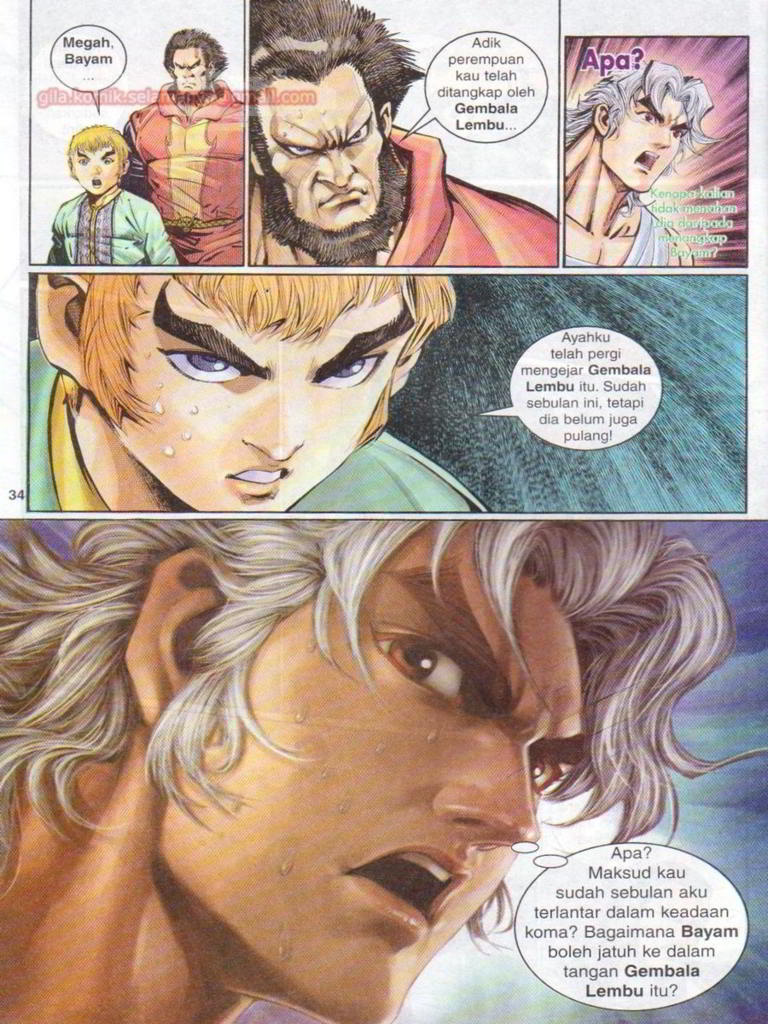 Megah,
Bayam
...
Adik
perempuan
kau telah
ditangkap oleh
Gembala
Lembu...
Apa?
Kenapa kalian
tidak menahan
dia daripada
menangkap
Bayam?
Ayahku
telah pergi
mengejar Gembala
Lembu itu. Sudah
sebulan ini, tetapi
dia belum juga
pulang!
34
Apa?
Maksud kau
sudah sebulan aku
terlantar dalam keadaan
koma? Bagaimana Bayam
boleh jatuh ke dalam
tangan Gembala
Lembu itu?